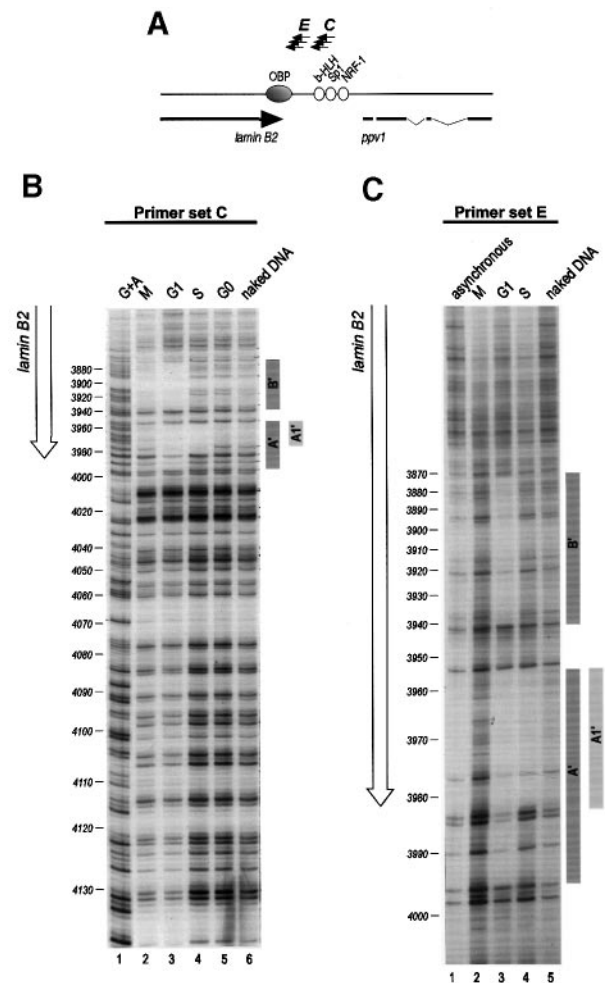 A
E C
OBP
b-HLH
Sp1
NRF-1
lamin B2
ppv1
B
Primer set C
G+A
M
G1
S
G0
naked DNA
lamin B2
3880
3900
3920
3940
3960
3980
4000
4020
4040
4050
4060
4070
4080
4090
4100
4110
4120
4130
B'
A'
A1'
1 2 3 4 5 6
C
Primer set E
asynchronous
M
G1
S
naked DNA
lamin B2
3870
3880
3890
3900
3910
3920
3930
3940
3950
3960
3970
3980
3990
4000
B'
A'
A1'
1 2 3 4 5